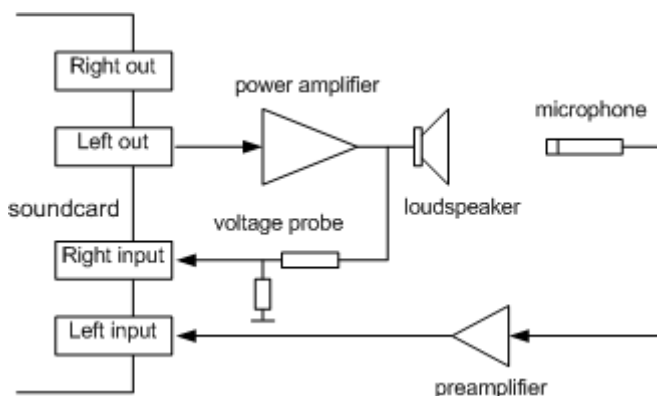 Right out
power amplifier
microphone
Left out
soundcard
loudspeaker
voltage probe
Right input
Left input
preamplifier